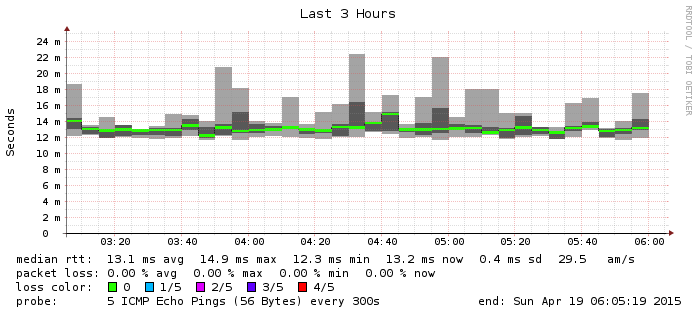 Last 3 Hours
RRDTOOL / TOBI OETIKER
Seconds
24 m
22 m
20 m
18 m
16 m
14 m
12 m
10 m
8 m
6 m
4 m
2 m
0
03:20 03:40 04:00 04:20 04:40 05:00 05:20 05:40 06:00
median rtt: 13.1 ms avg 14.9 ms max 12.3 ms min 13.2 ms now 0.4 ms sd 29.5 am/s
packet loss: 0.00 % avg 0.00 % max 0.00 % min 0.00 % now
loss color: 0 1/5 2/5 3/5 4/5
probe: 5 ICMP Echo Pings (56 Bytes) every 300s end: Sun Apr 19 06:05:19 2015